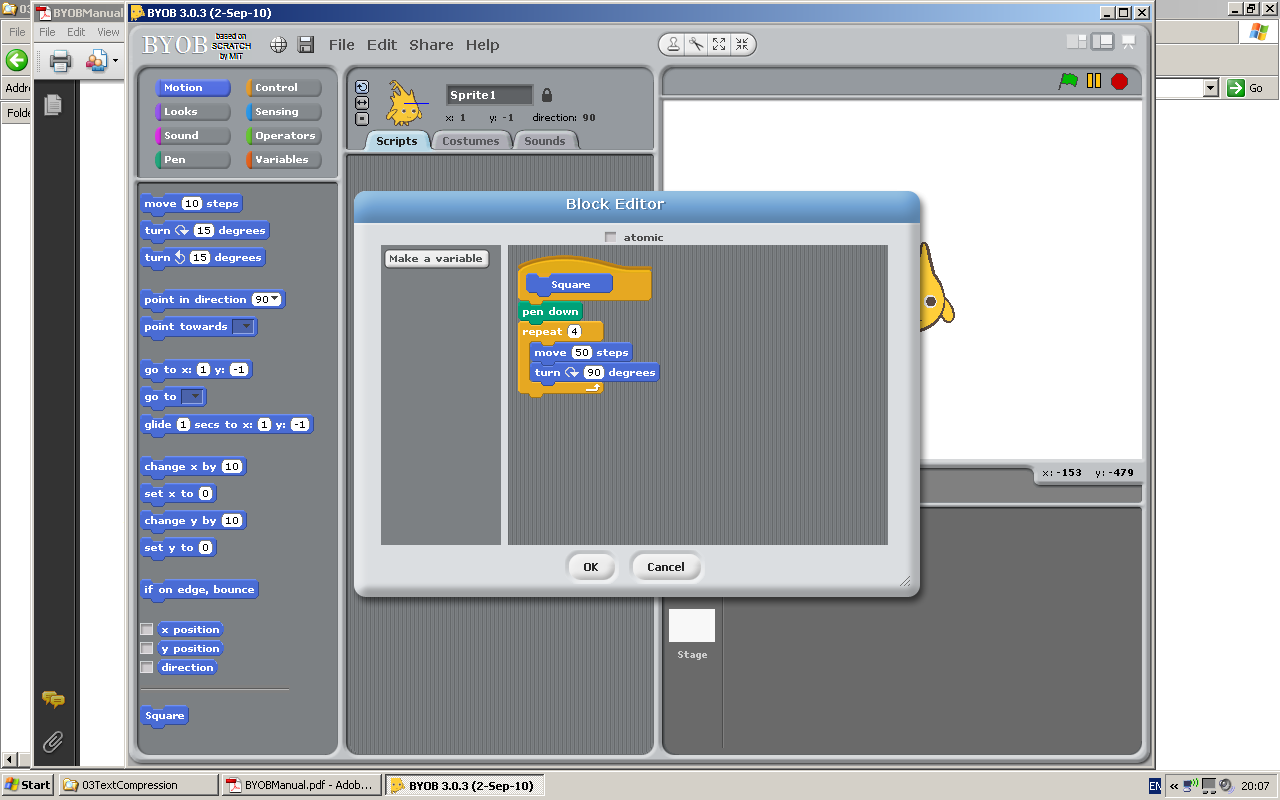 03
BYOBManual
BYOB 3.0.3 (2-Sep-10)
File
File Edit View
BYOB based on SCRATCH by MIT
File Edit Share Help
Addre
Go
Folde
Motion Control
Looks Sensing
Sound Operators
Pen Variables
Sprite1
x: 1 y: -1 direction: 90
Scripts Costumes Sounds
move 10 steps
turn 15 degrees
turn 15 degrees
point in direction 90
point towards
go to x: 1 y: -1
go to
glide 1 secs to x: 1 y: -1
change x by 10
set x to 0
change y by 10
set y to 0
if on edge, bounce
x position
y position
direction
Square
Block Editor
atomic
Make a variable
Square
pen down
repeat 4
move 50 steps
turn 90 degrees
OK Cancel
x: -153 y: -479
Stage
Start 03TextCompression BYOBManual.pdf - Adob... BYOB 3.0.3 (2-Sep-10) EN « 20:07